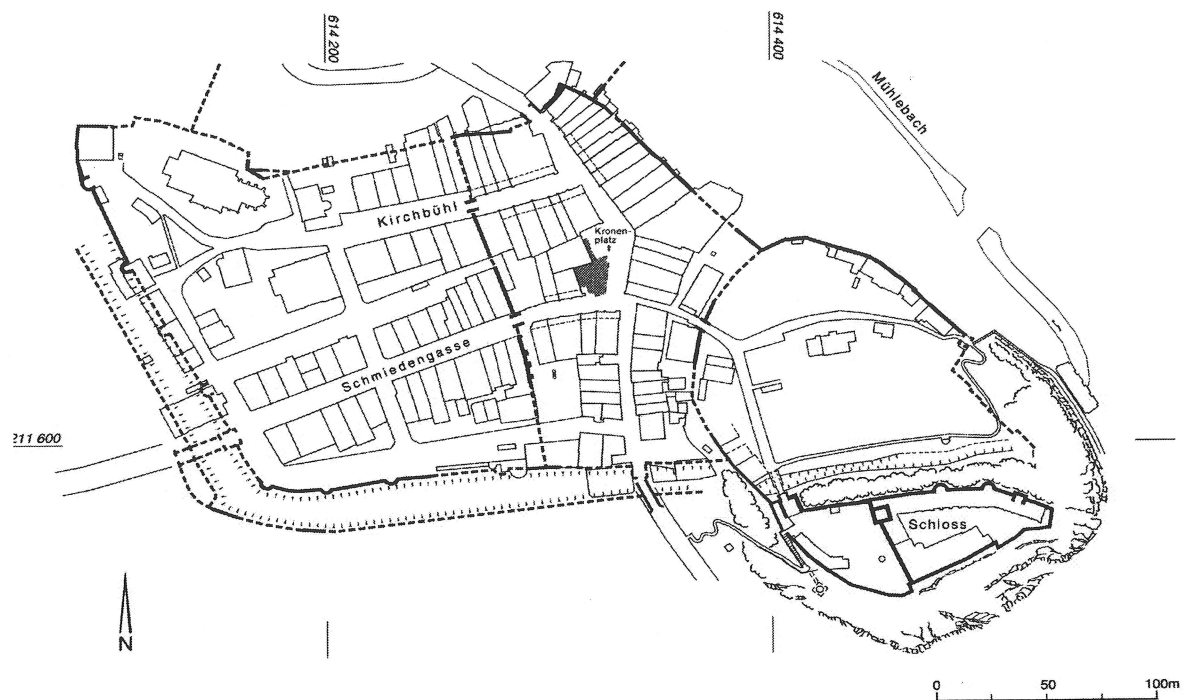 614 200
614 400
Mühlebach
Kirchbühl
Kronen-
platz
Schmiedengasse
211 600
Schloss
N
0 50 100m